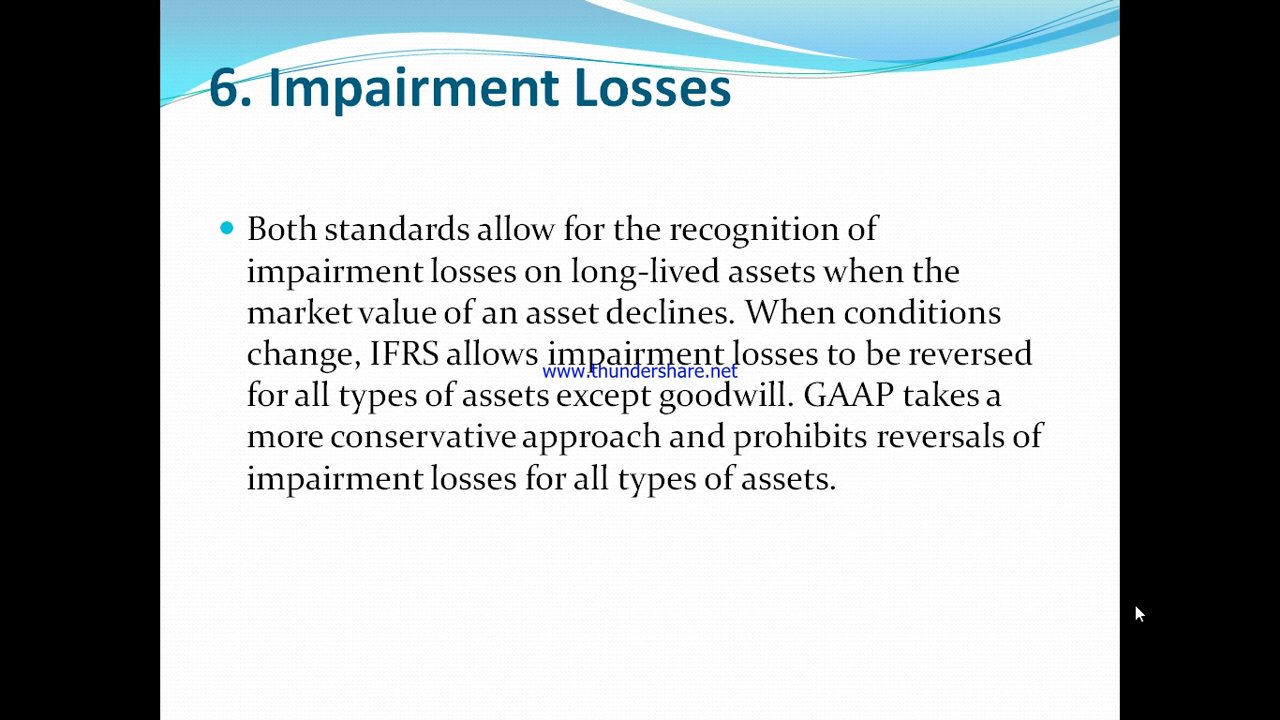 6. Impairment Losses
Both standards allow for the recognition of
impairment losses on long-lived assets when the
market value of an asset declines. When conditions
change, IFRS allows impairment losses to be reversed
www.thundershare.net
for all types of assets except goodwill. GAAP takes a
more conservative approach and prohibits reversals of
impairment losses for all types of assets.